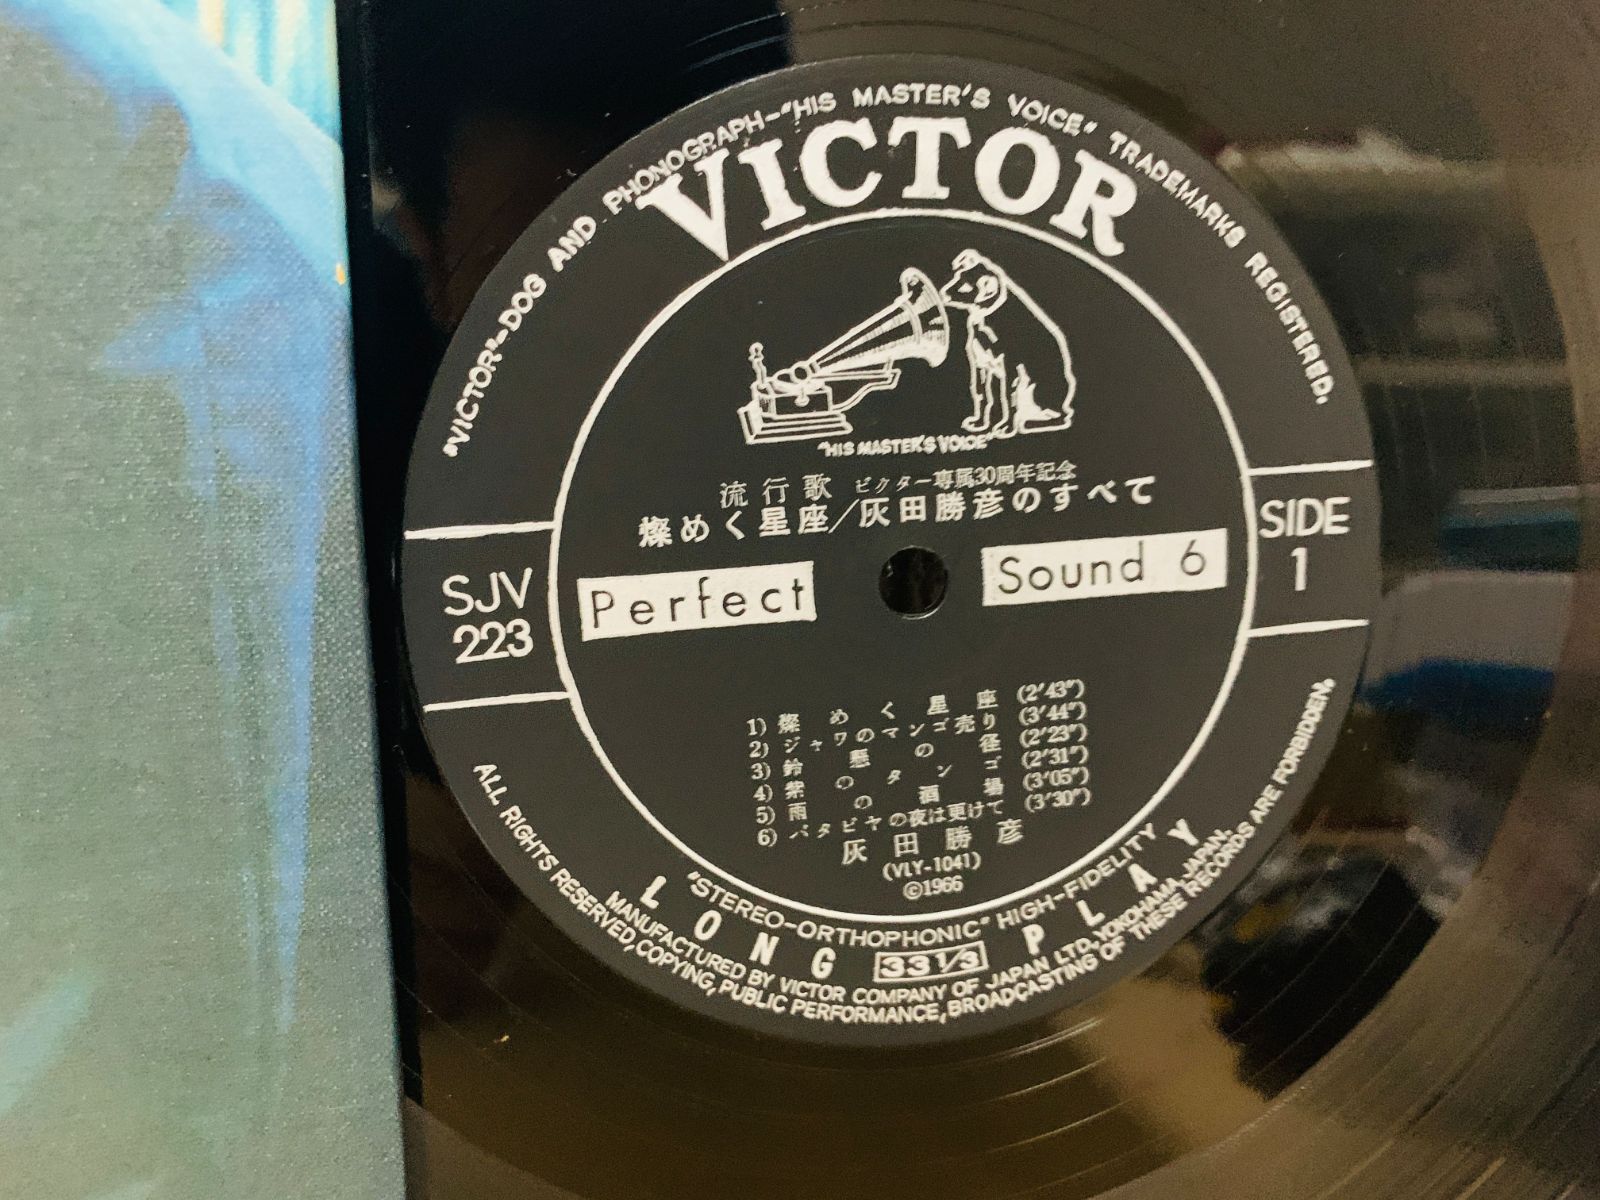 "VICTOR"-DOG AND PHONOGRAPH-"HIS MASTER'S VOICE" TRADEMARKS REGISTERED.
VICTOR
"HIS MASTER'S VOICE"
流行歌 ビクター専属30周年記念
燦めく星座/灰田勝彦のすべて
SJV
223
Perfect Sound 6
SIDE
1
1) 燦めく星座 (2'43")
2) ジャワのマンゴ売り (3'44")
3) 鈴懸の径 (2'23")
4) 紫のタンゴ (2'31")
5) 雨の酒場 (3'05")
6) バタビヤの夜は更けて (3'30")
灰田勝彦
(VLY-1041)
©1966
"STEREO-ORTHOPHONIC" HIGH-FIDELITY
LONG 33 1/3 PLAY
MANUFACTURED BY VICTOR COMPANY OF JAPAN LTD., YOKOHAMA, JAPAN.
ALL RIGHTS RESERVED, COPYING, PUBLIC PERFORMANCE, BROADCASTING OF THESE RECORDS ARE FORBIDDEN.